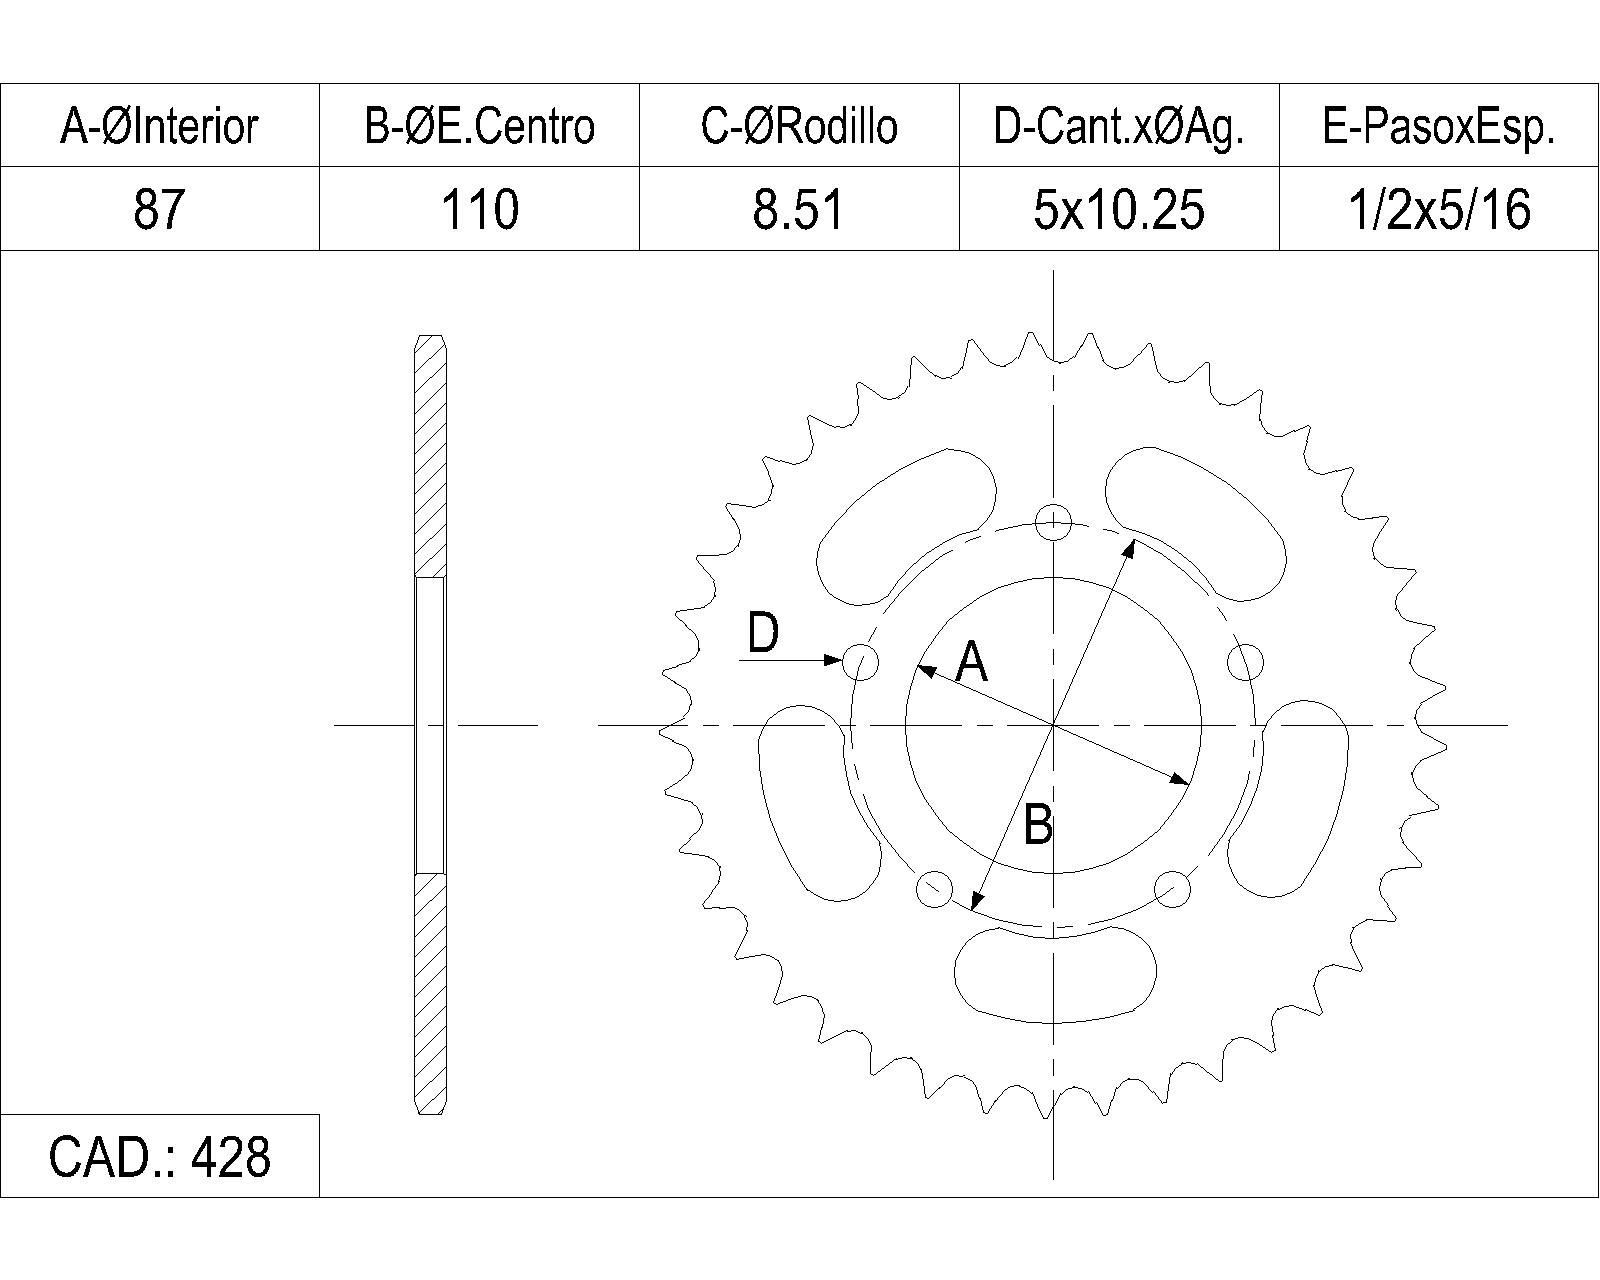 A-ØInterior B-ØE.Centro C-ØRodillo D-Cant.xØAg. E-PasoxEsp.
87 110 8.51 5x10.25 1/2x5/16
D
A
B
CAD.: 428